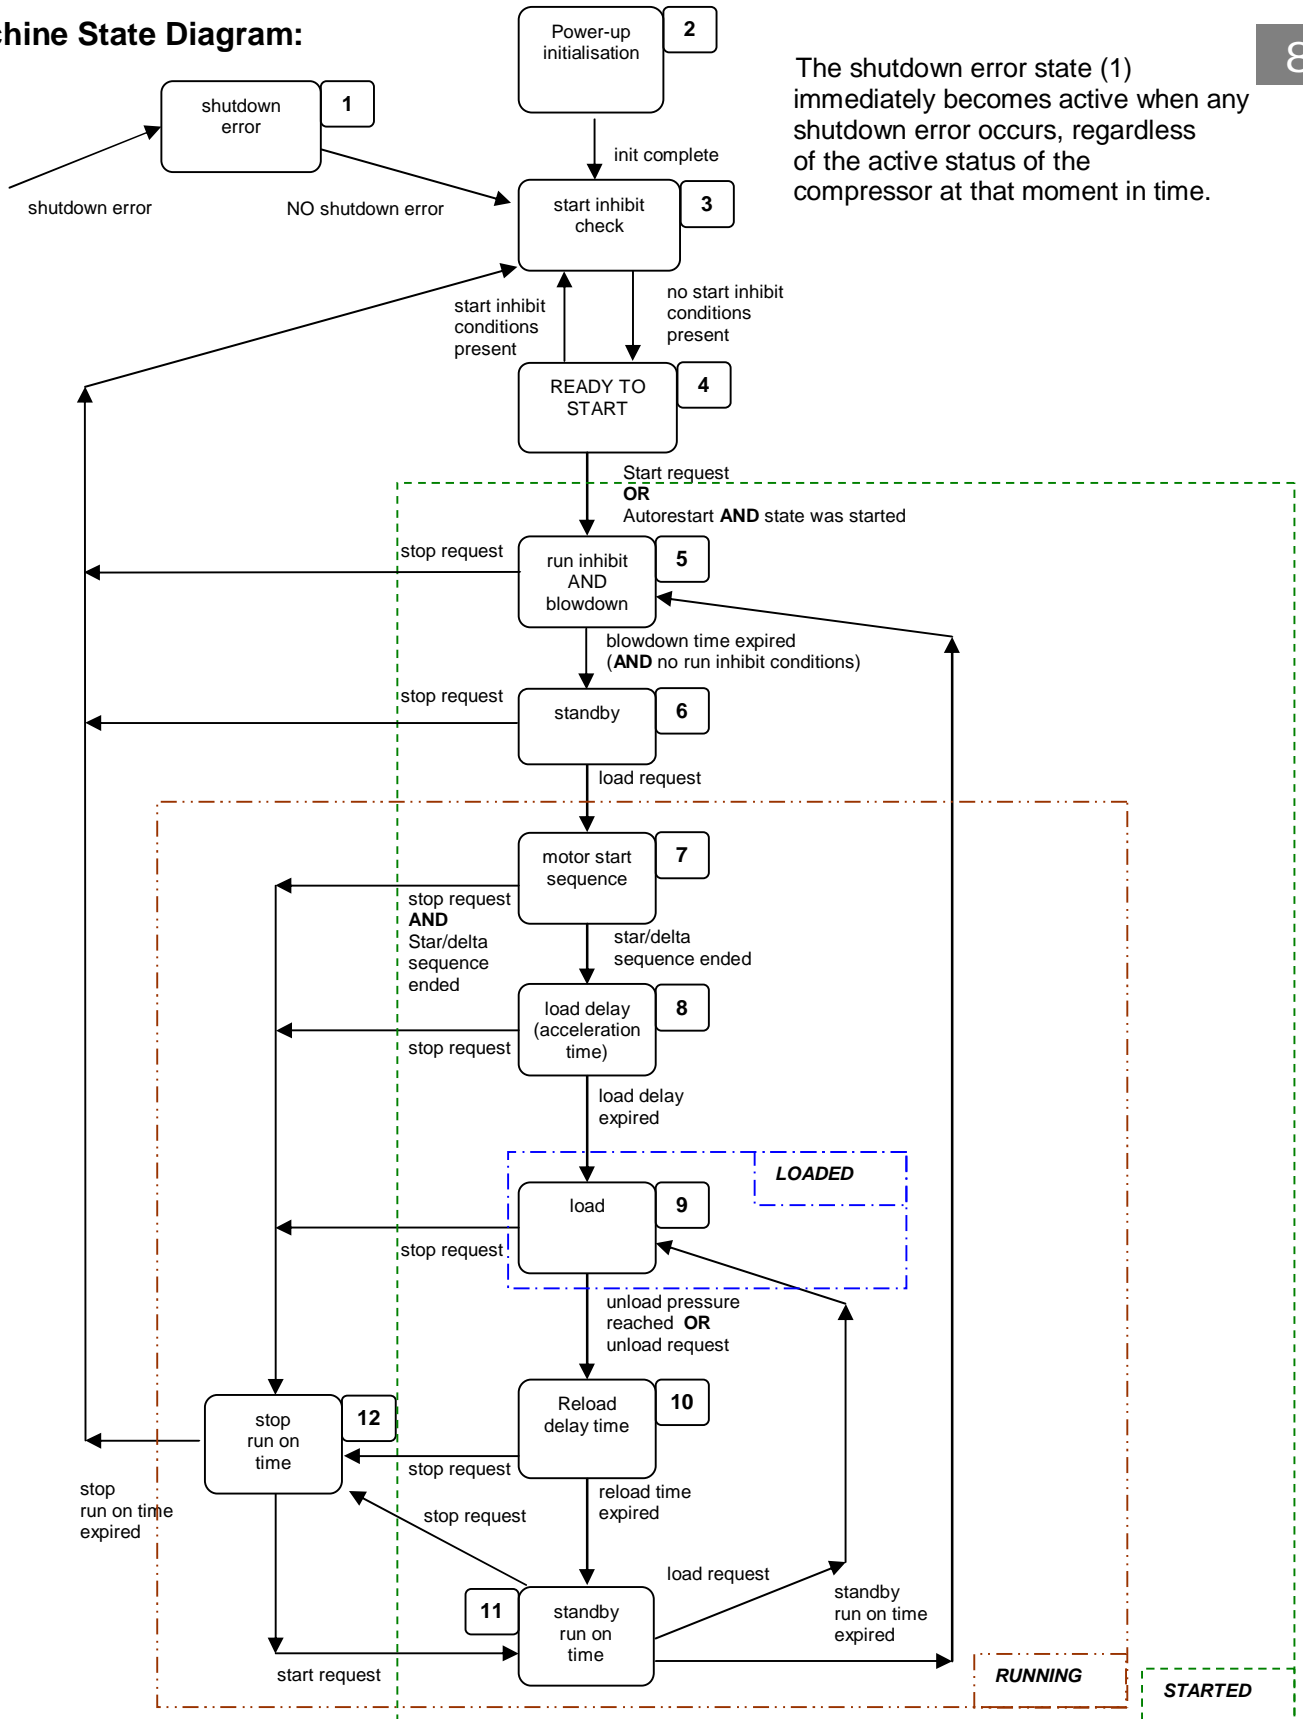 chine State Diagram:
Power-up
initialisation
2
8
The shutdown error state (1)
immediately becomes active when any
shutdown error occurs, regardless
of the active status of the
compressor at that moment in time.
shutdown
error
1
init complete
shutdown error
NO shutdown error
start inhibit
check
3
start inhibit
conditions
present
no start inhibit
conditions
present
READY TO
START
4
Start request
OR
Autorestart AND state was started
stop request
run inhibit
AND
blowdown
5
blowdown time expired
(AND no run inhibit conditions)
stop request
standby
6
load request
motor start
sequence
7
stop request
AND
Star/delta
sequence
ended
star/delta
sequence ended
load delay
(acceleration
time)
8
stop request
load delay
expired
LOADED
load
9
stop request
unload pressure
reached OR
unload request
Reload
delay time
10
stop
run on
time
12
stop request
stop
run on time
expired
reload time
expired
stop request
load request
standby
run on time
expired
11
standby
run on
time
start request
RUNNING
STARTED